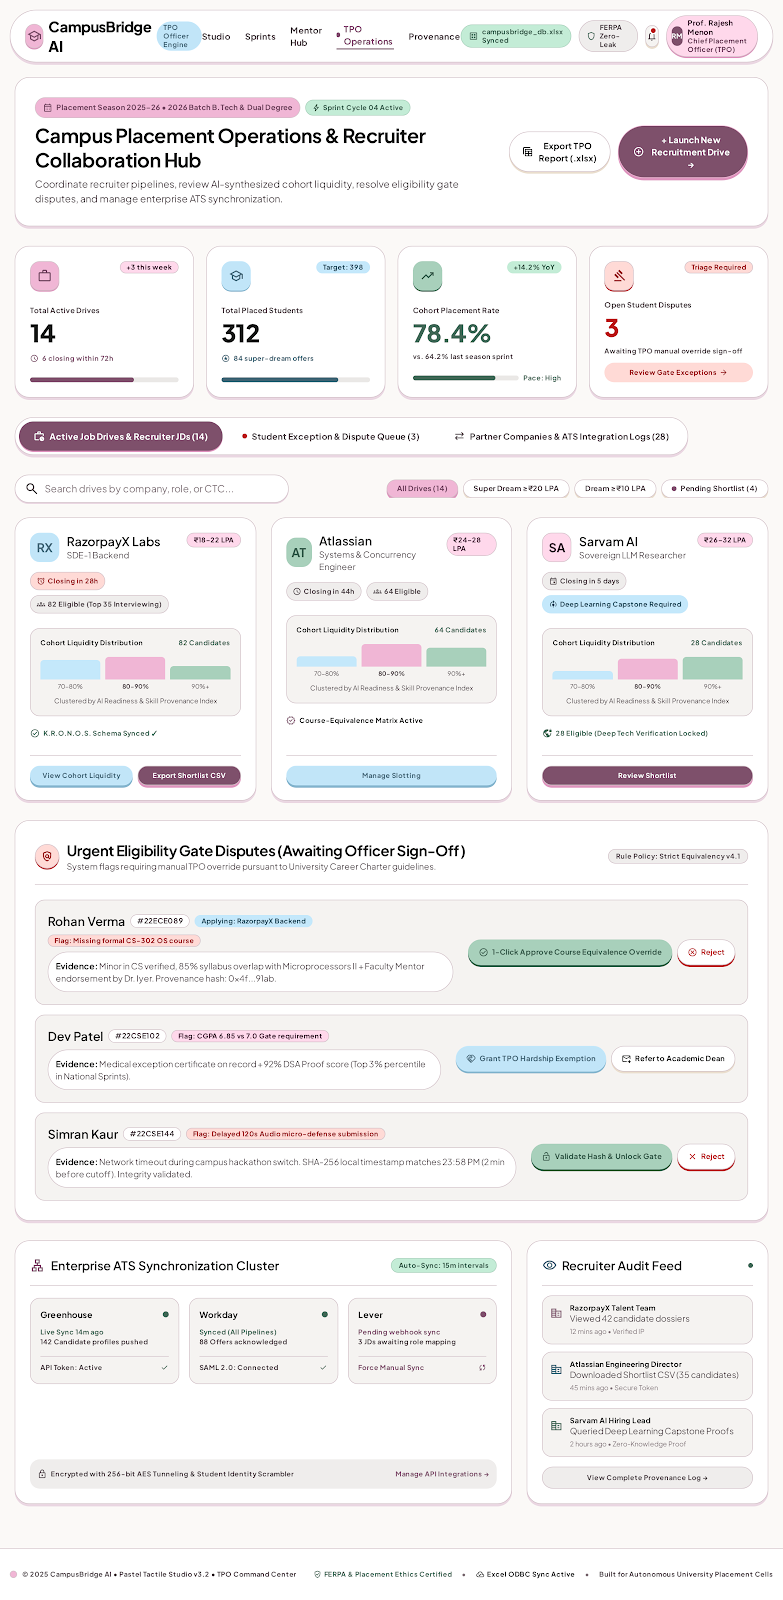 CampusBridge
AI
TPO
Officer
Engine
Studio
Sprints
Mentor
Hub
TPO
Operations
Provenance
campusbridge_db.xlsx
Synced
FERPA
Zero-
Leak
RM
Prof. Rajesh
Menon
Chief Placement
Officer (TPO)
Placement Season 2025-26 • 2026 Batch B.Tech & Dual Degree
Sprint Cycle 04 Active
Campus Placement Operations & Recruiter
Collaboration Hub
Coordinate recruiter pipelines, review AI-synthesized cohort liquidity, resolve eligibility gate
disputes, and manage enterprise ATS synchronization.
Export TPO
Report (.xlsx)
+ Launch New
Recruitment Drive
→
+3 this week
Total Active Drives
14
6 closing within 72h
Target: 398
Total Placed Students
312
84 super-dream offers
+14.2% YoY
Cohort Placement Rate
78.4%
vs. 64.2% last season sprint
Pace: High
Triage Required
Open Student Disputes
3
Awaiting TPO manual override sign-off
Review Gate Exceptions →
Active Job Drives & Recruiter JDs (14)
Student Exception & Dispute Queue (3)
Partner Companies & ATS Integration Logs (28)
Search drives by company, role, or CTC...
All Drives (14)
Super Dream ≥₹20 LPA
Dream ≥₹10 LPA
Pending Shortlist (4)
RX
RazorpayX Labs
SDE-1 Backend
₹18-22 LPA
Closing in 28h
82 Eligible (Top 35 Interviewing)
Cohort Liquidity Distribution
82 Candidates
70-80%
80-90%
90%+
Clustered by AI Readiness & Skill Provenance Index
K.R.O.N.O.S. Schema Synced ✓
View Cohort Liquidity
Export Shortlist CSV
AT
Atlassian
Systems & Concurrency
Engineer
₹24-28
LPA
Closing in 44h
64 Eligible
Cohort Liquidity Distribution
64 Candidates
70-80%
80-90%
90%+
Clustered by AI Readiness & Skill Provenance Index
Course-Equivalence Matrix Active
Manage Slotting
SA
Sarvam AI
Sovereign LLM Researcher
₹26-32 LPA
Closing in 5 days
Deep Learning Capstone Required
Cohort Liquidity Distribution
28 Candidates
70-80%
80-90%
90%+
Clustered by AI Readiness & Skill Provenance Index
28 Eligible (Deep Tech Verification Locked)
Review Shortlist
Urgent Eligibility Gate Disputes (Awaiting Officer Sign-Off)
System flags requiring manual TPO override pursuant to University Career Charter guidelines.
Rule Policy: Strict Equivalency v4.1
Rohan Verma
#22ECE089
Applying: RazorpayX Backend
Flag: Missing formal CS-302 OS course
Evidence: Minor in CS verified, 85% syllabus overlap with Microprocessors II + Faculty Mentor
endorsement by Dr. Iyer. Provenance hash: 0x4f...91ab.
1-Click Approve Course Equivalence Override
Reject
Dev Patel
#22CSE102
Flag: CGPA 6.85 vs 7.0 Gate requirement
Evidence: Medical exception certificate on record + 92% DSA Proof score (Top 3% percentile
in National Sprints).
Grant TPO Hardship Exemption
Refer to Academic Dean
Simran Kaur
#22CSE144
Flag: Delayed 120s Audio micro-defense submission
Evidence: Network timeout during campus hackathon switch. SHA-256 local timestamp matches 23:58 PM (2 min
before cutoff). Integrity validated.
Validate Hash & Unlock Gate
Reject
Enterprise ATS Synchronization Cluster
Auto-Sync: 15m intervals
Greenhouse
Live Sync 14m ago
142 Candidate profiles pushed
API Token: Active
Workday
Synced (All Pipelines)
88 Offers acknowledged
SAML 2.0: Connected
Lever
Pending webhook sync
3 JDs awaiting role mapping
Force Manual Sync
Encrypted with 256-bit AES Tunneling & Student Identity Scrambler
Manage API Integrations →
Recruiter Audit Feed
RazorpayX Talent Team
Viewed 42 candidate dossiers
12 mins ago • Verified IP
Atlassian Engineering Director
Downloaded Shortlist CSV (35 candidates)
45 mins ago • Secure Token
Sarvam AI Hiring Lead
Queried Deep Learning Capstone Proofs
2 hours ago • Zero-Knowledge Proof
View Complete Provenance Log →
© 2025 CampusBridge AI • Pastel Tactile Studio v3.2 • TPO Command Center
FERPA & Placement Ethics Certified
•
Excel ODBC Sync Active
•
Built for Autonomous University Placement Cells